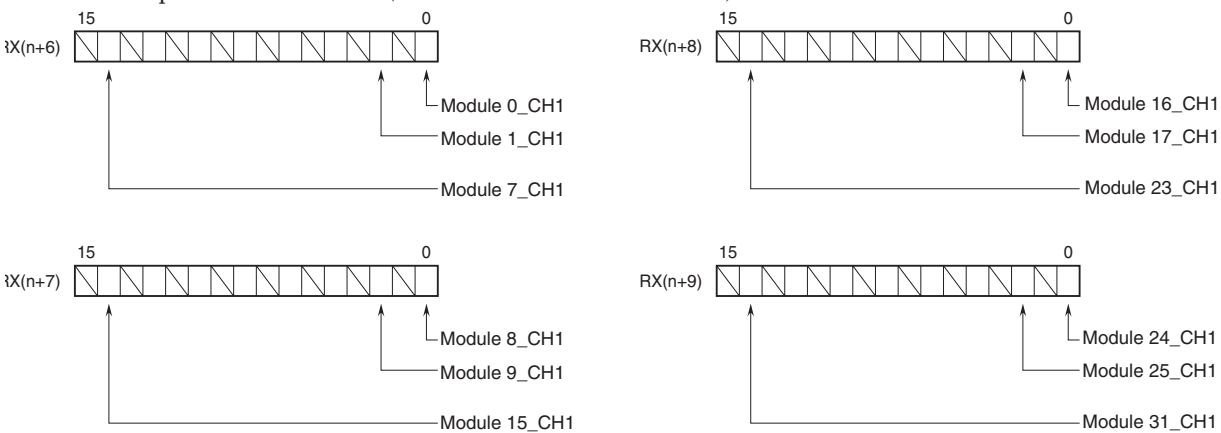 15 0
RX(n+6)
Module 0_CH1
Module 1_CH1
Module 7_CH1
15 0
RX(n+8)
Module 16_CH1
Module 17_CH1
Module 23_CH1
15 0
RX(n+7)
Module 8_CH1
Module 9_CH1
Module 15_CH1
15 0
RX(n+9)
Module 24_CH1
Module 25_CH1
Module 31_CH1